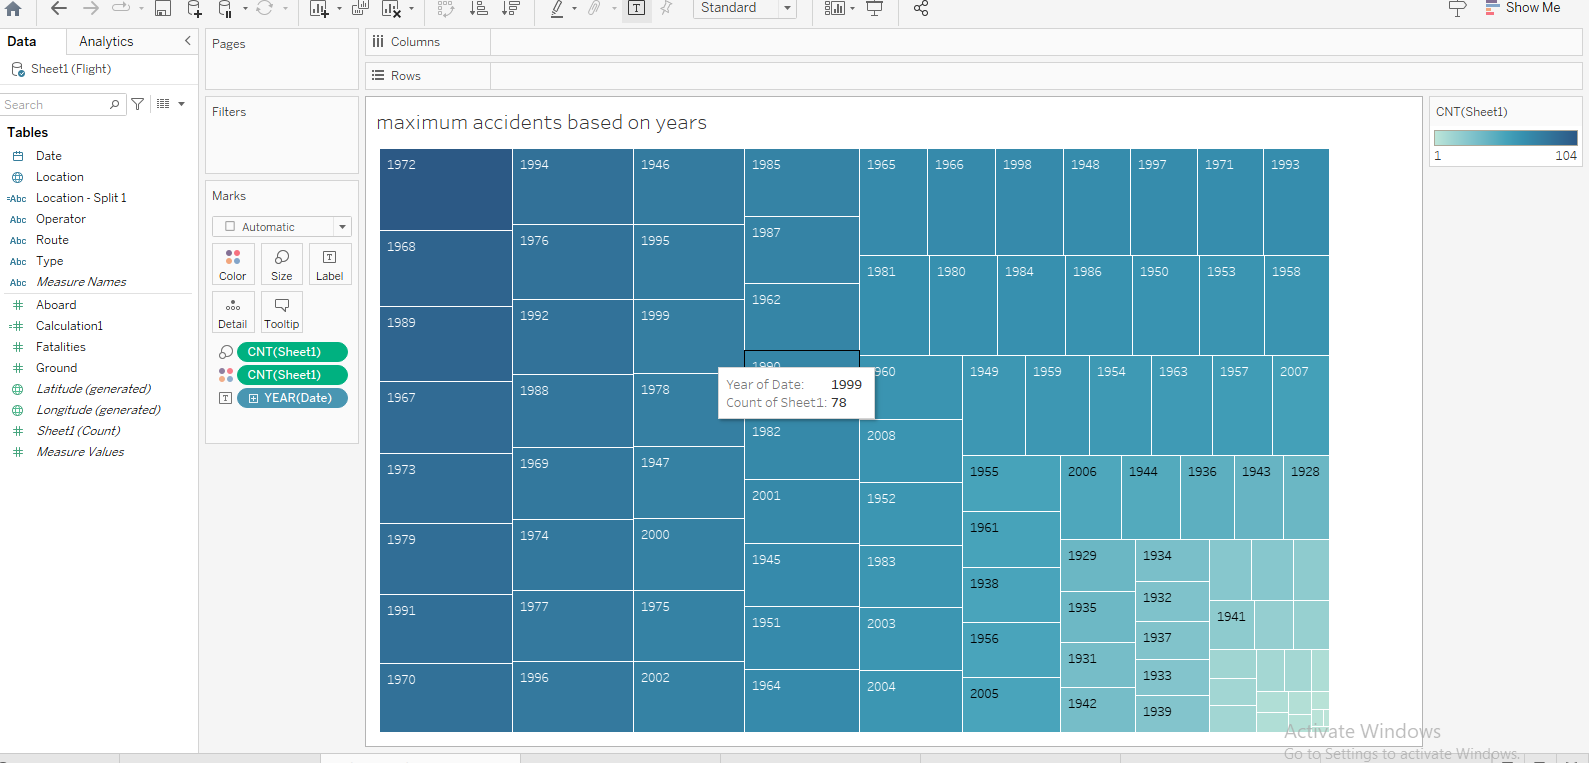 Standard
Show Me
Data
Analytics
Pages
Columns
Sheet1 (Flight)
Rows
Search
Filters
Tables
Date
Location
Abc Location - Split 1
Abc Operator
Abc Route
Abc Type
Abc Measure Names
Aboard
Calculation1
Fatalities
Ground
Latitude (generated)
Longitude (generated)
Sheet1 (Count)
Measure Values
Marks
Automatic
Color
Size
Label
Detail
Tooltip
CNT(Sheet1)
CNT(Sheet1)
YEAR(Date)
maximum accidents based on years
1972
1968
1989
1967
1973
1979
1991
1970
1994
1976
1992
1988
1969
1974
1977
1996
1946
1995
1999
1978
1947
2000
1975
2002
1985
1987
1962
1990
Year of Date: 1999
Count of Sheet1: 78
1982
2001
1945
1951
1964
1965
1966
1998
1948
1997
1971
1993
1981
1980
1984
1986
1950
1953
1958
960
2008
1952
1983
2003
2004
1949
1959
1954
1963
1957
2007
1955
1961
1938
1956
2005
2006
1944
1936
1943
1928
1929
1935
1931
1942
1934
1932
1937
1933
1939
1941
CNT(Sheet1)
1 104
Activate Windows
Go to Settings to activate Windows.